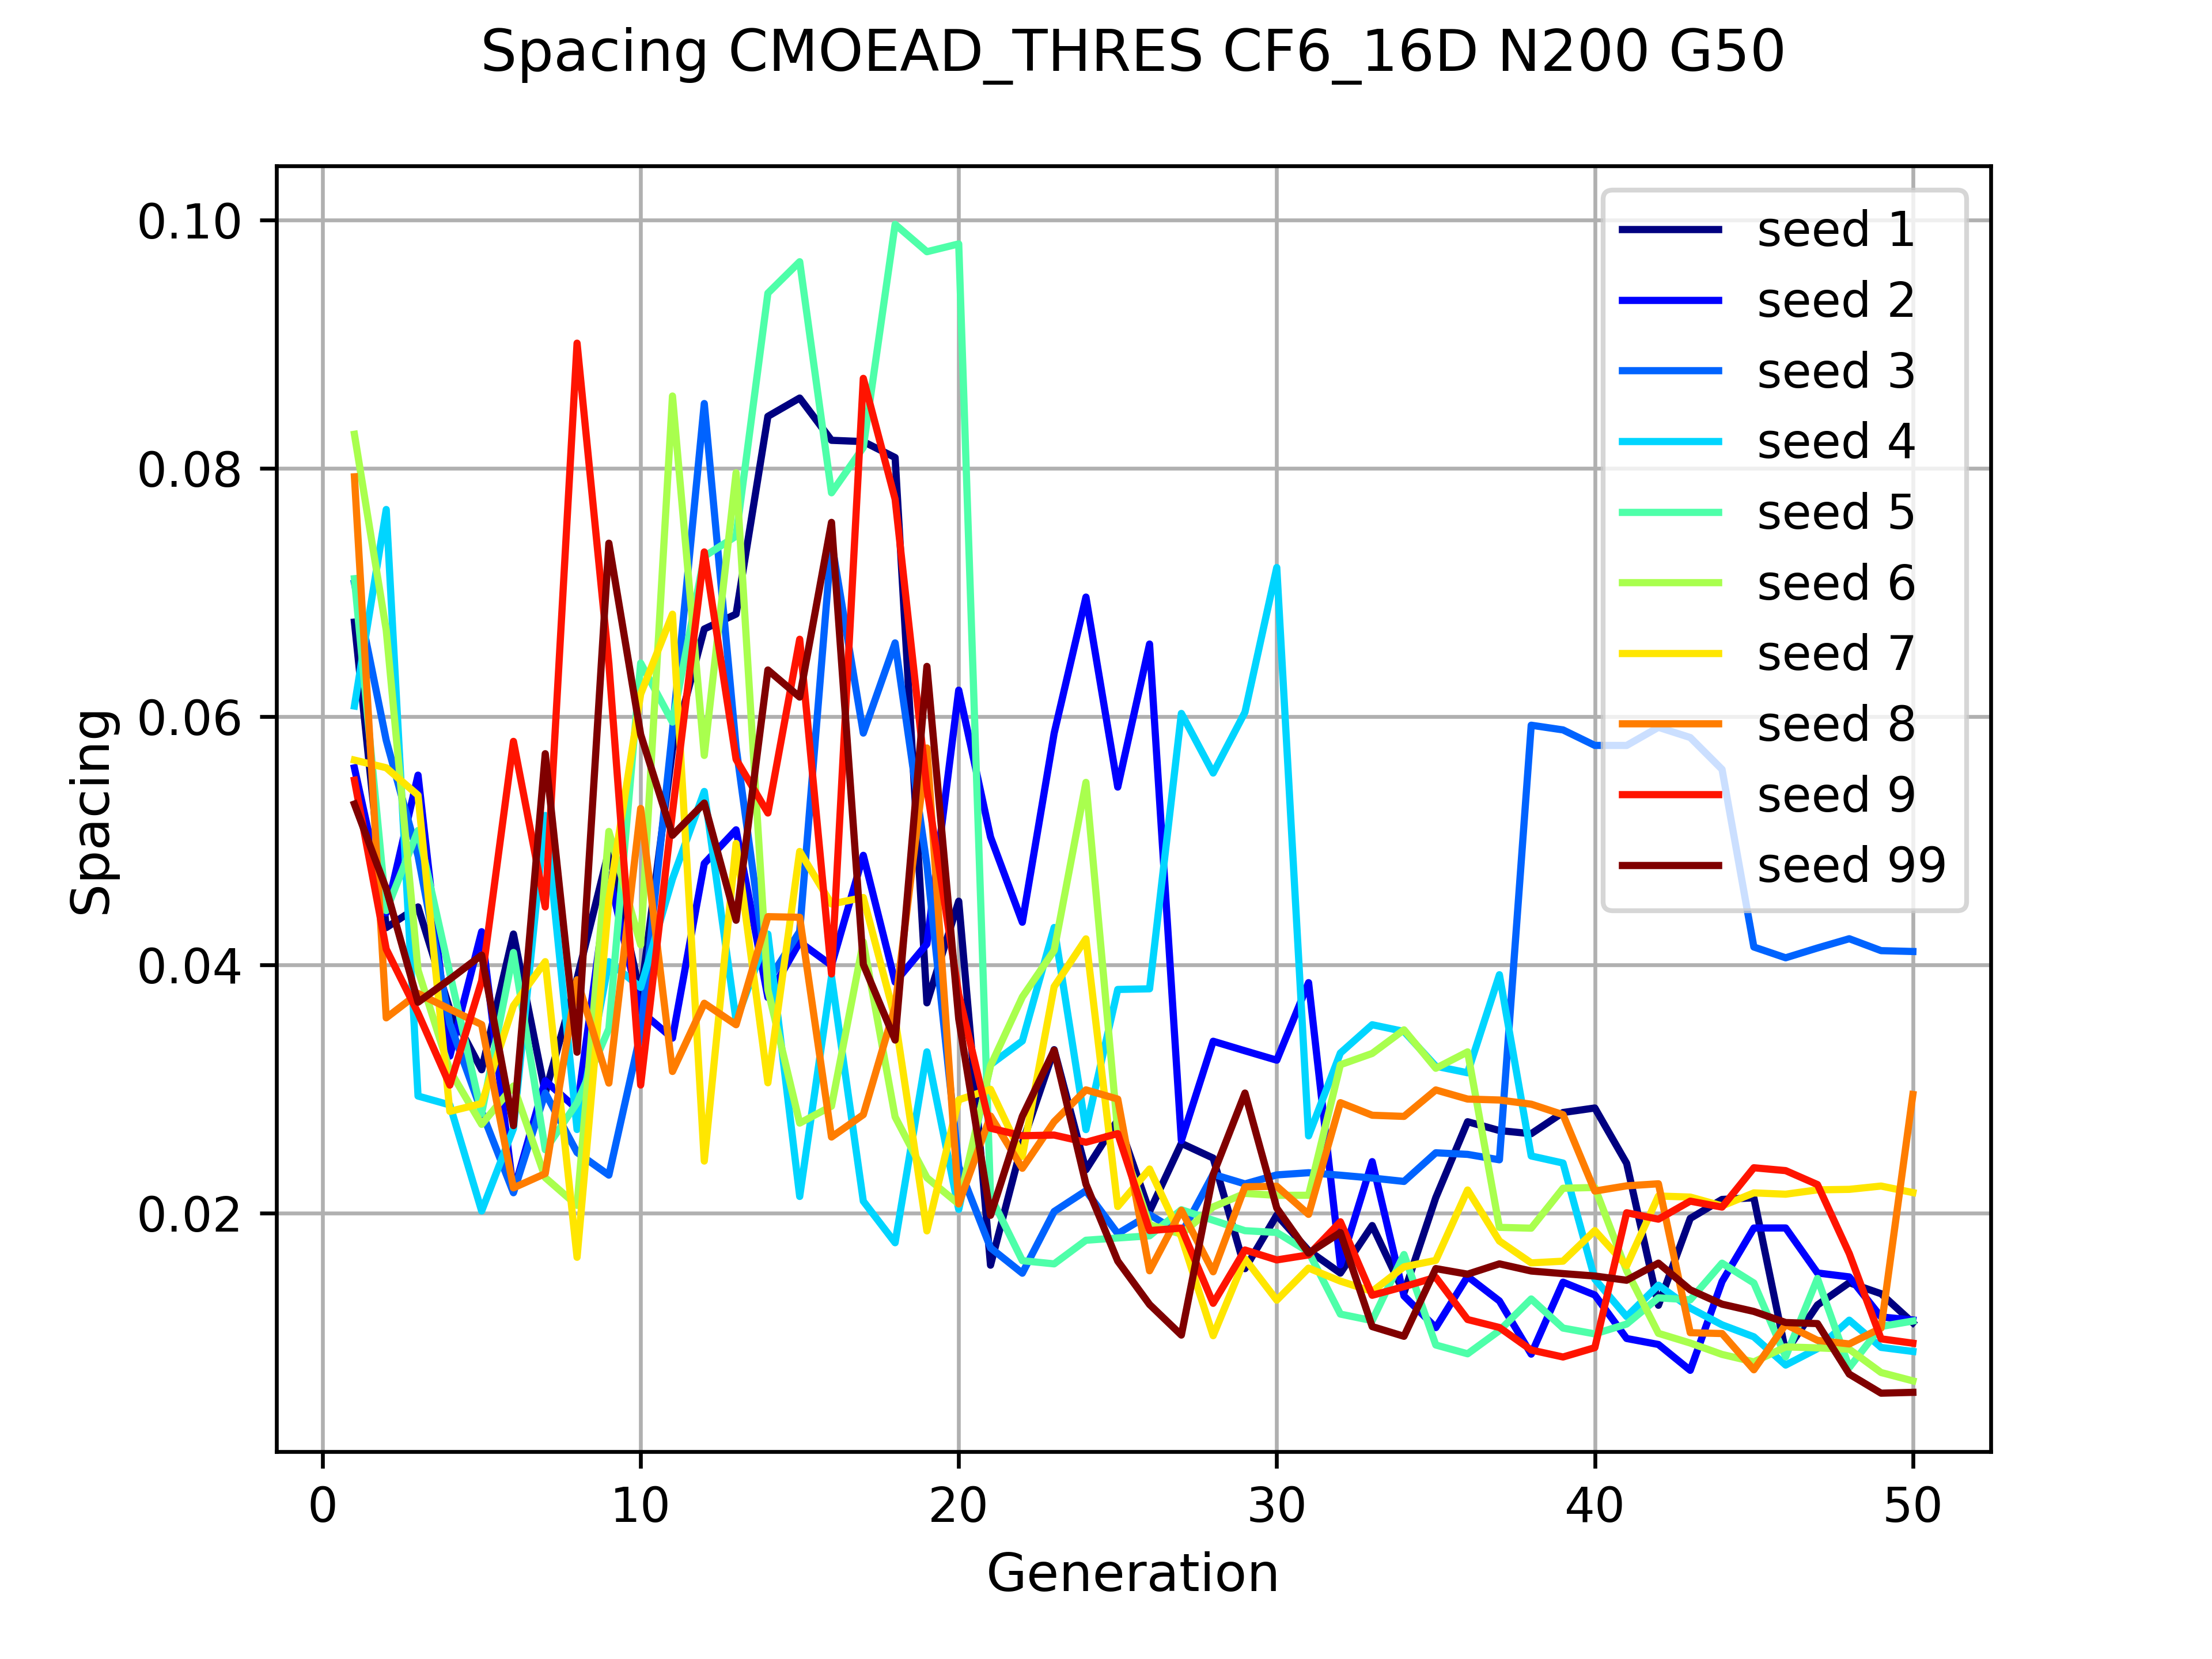 Spacing CMOEAD_THRES CF6_16D N200 G50
0.10
0.08
0.06
0.04
0.02
Spacing
0 10 20 30 40 50
Generation
seed 1
seed 2
seed 3
seed 4
seed 5
seed 6
seed 7
seed 8
seed 9
seed 99